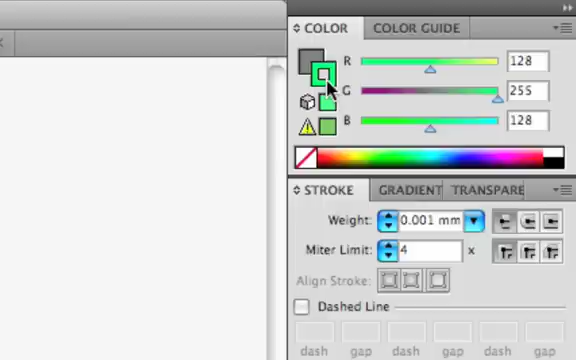 COLOR COLOR GUIDE
R 128
G 255
B 128
STROKE GRADIENT TRANSPARE
Weight: 0.001 mm
Miter Limit: 4 x
Align Stroke:
Dashed Line
dash gap dash gap dash gap